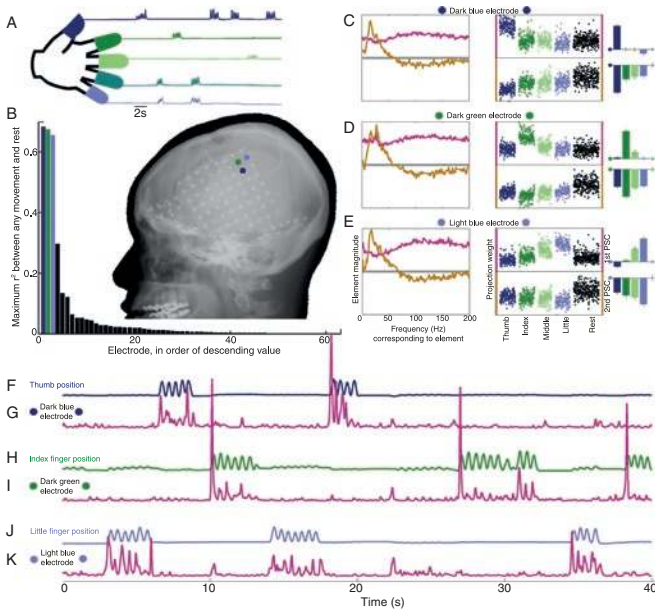 A
2s
B
Maximum r² between any movement and rest
0.6
0.4
0.2
0
0 20 40 60
Electrode, in order of descending value
C
Dark blue electrode
D
Dark green electrode
E
Light blue electrode
Element magnitude
0 50 100 150 200
Frequency (Hz)
corresponding to element
Projection weight
Thumb
Index
Middle
Little
Rest
1st PSC
2nd PSC
F Thumb position
G Dark blue
electrode
H Index finger position
I Dark green
electrode
J Little finger position
K Light blue
electrode
0 10 20 30 40
Time (s)